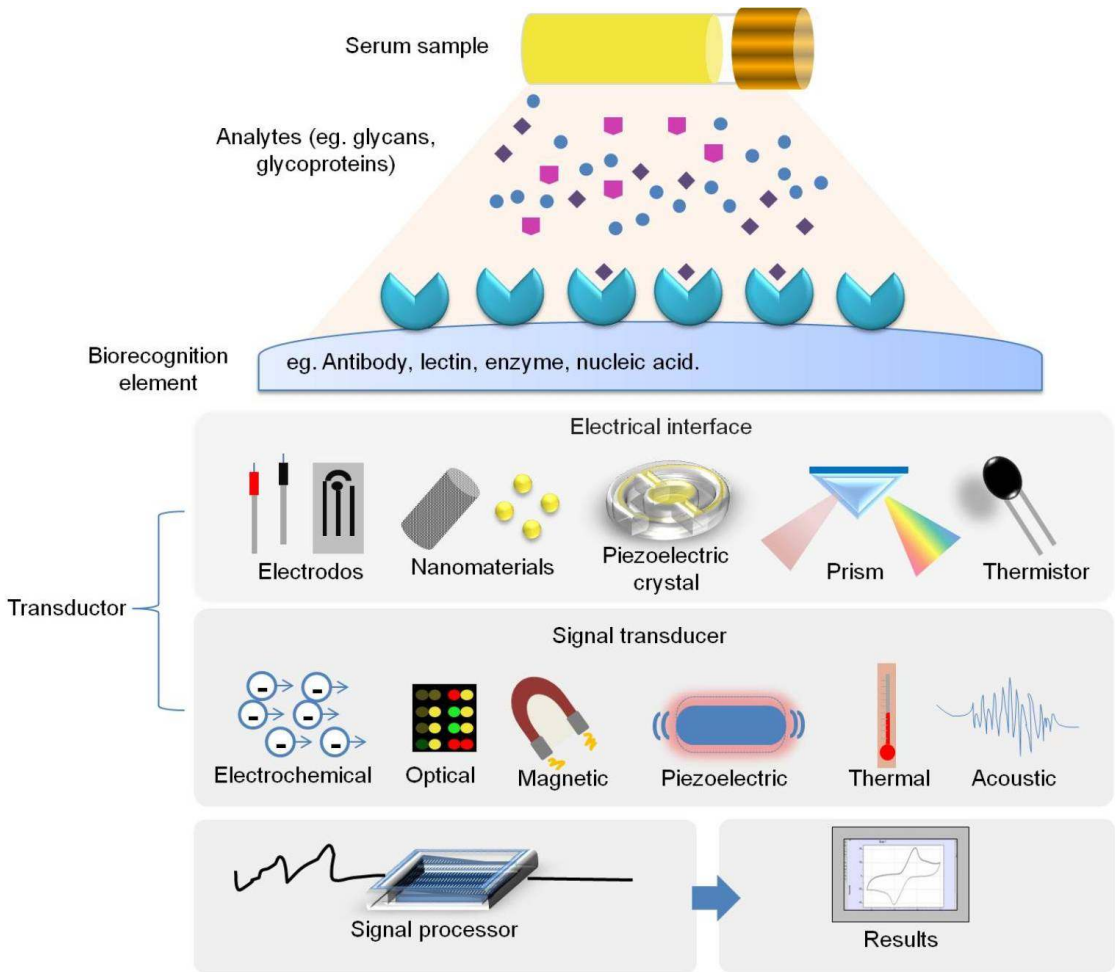 Serum sample
Analytes (eg. glycans,
glycoproteins)
Biorecognition
element
eg. Antibody, lectin, enzyme, nucleic acid.
Electrical interface
Electrodos
Nanomaterials
Piezoelectric
crystal
Prism
Thermistor
Transductor
Signal transducer
Electrochemical
Optical
Magnetic
Piezoelectric
Thermal
Acoustic
Signal processor
Results